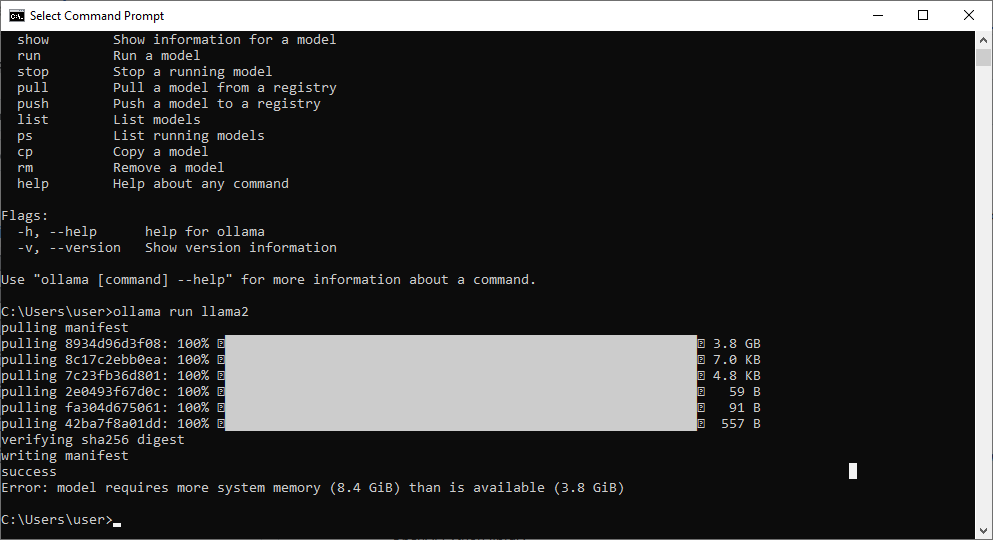 Select Command Prompt
show Show information for a model
run Run a model
stop Stop a running model
pull Pull a model from a registry
push Push a model to a registry
list List models
ps List running models
cp Copy a model
rm Remove a model
help Help about any command
Flags:
-h, --help help for ollama
-v, --version Show version information
Use "ollama [command] --help" for more information about a command.
C:\Users\user>ollama run llama2
pulling manifest
pulling 8934d96d3f08: 100% 3.8 GB
pulling 8c17c2ebb0ea: 100% 7.0 KB
pulling 7c23fb36d801: 100% 4.8 KB
pulling 2e0493f67d0c: 100% 59 B
pulling fa304d675061: 100% 91 B
pulling 42ba7f8a01dd: 100% 557 B
verifying sha256 digest
writing manifest
success
Error: model requires more system memory (8.4 GiB) than is available (3.8 GiB)
C:\Users\user>